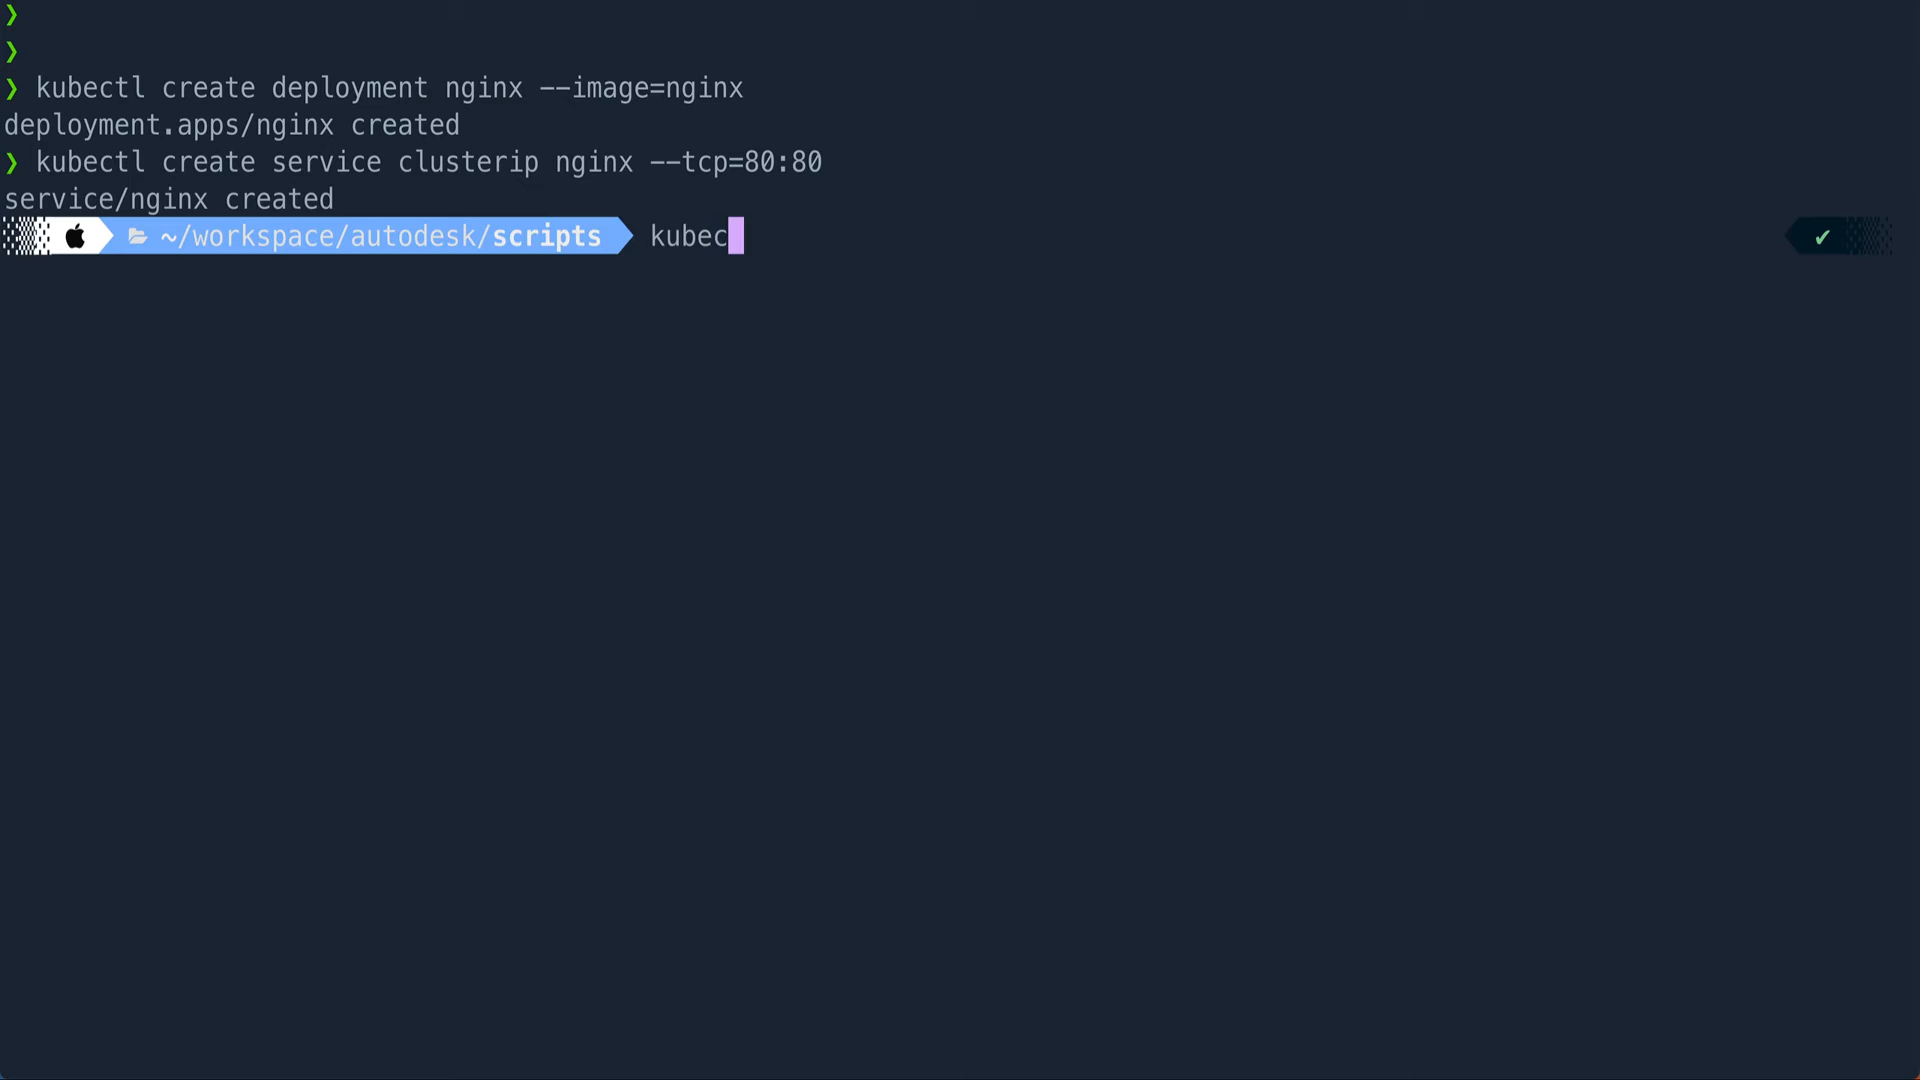 ❯
❯
❯ kubectl create deployment nginx --image=nginx
deployment.apps/nginx created
❯ kubectl create service clusterip nginx --tcp=80:80
service/nginx created
~/workspace/autodesk/scripts kubec ✔